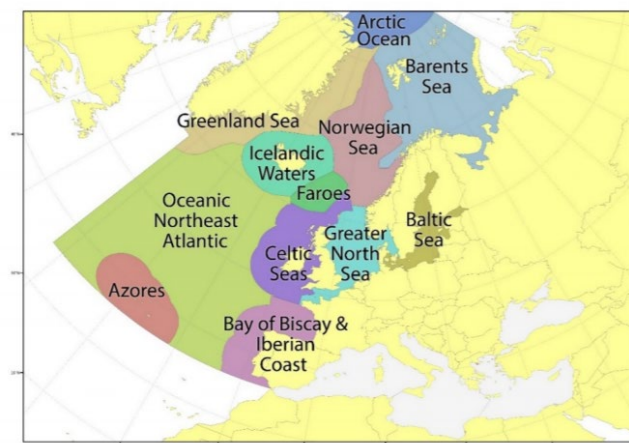 Arctic
Ocean
Barents
Sea
Greenland Sea
Norwegian
Sea
Icelandic
Waters
Faroes
Oceanic
Northeast
Atlantic
Celtic
Seas
Greater
North
Sea
Baltic
Sea
Azores
Bay of Biscay &
Iberian
Coast